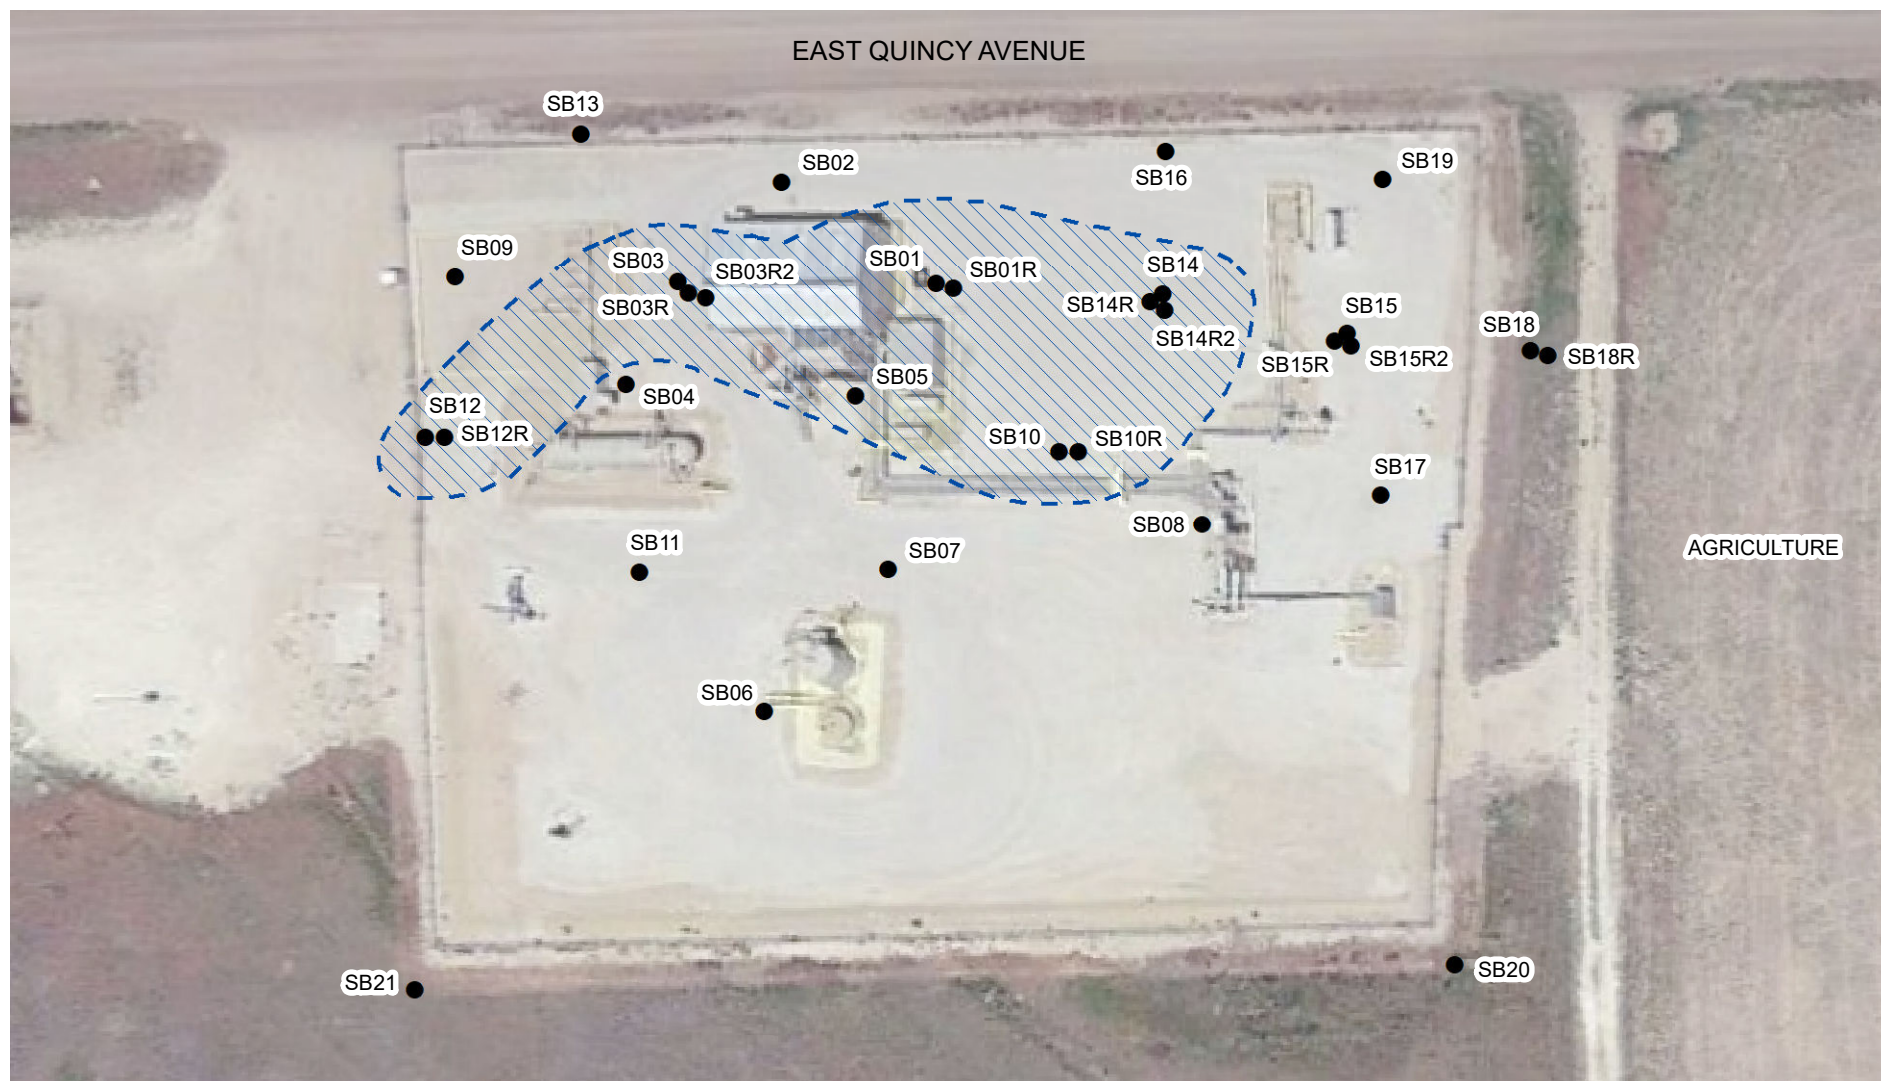 EAST QUINCY AVENUE
SB13
SB02
SB16
SB19
SB09
SB03
SB03R2
SB03R
SB01
SB01R
SB14
SB14R
SB14R2
SB15
SB15R
SB15R2
SB18
SB18R
SB05
SB04
SB12
SB12R
SB10
SB10R
SB17
SB08
SB11
SB07
AGRICULTURE
SB06
SB21
SB20